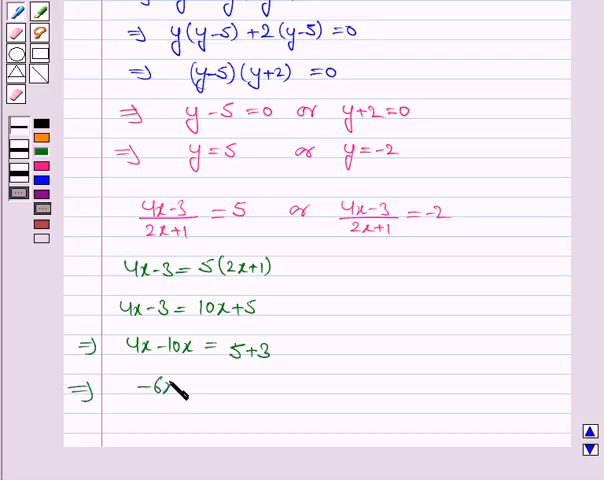 ⇒ y(y-5)+2(y-5)=0
⇒ (y-5)(y+2) =0
⇒ y-5=0 or y+2=0
⇒ y=5 or y=-2
(4x-3)/(2x+1) =5 or (4x-3)/(2x+1) =-2
4x-3= 5(2x+1)
4x-3= 10x+5
⇒ 4x-10x = 5+3
⇒ -6x